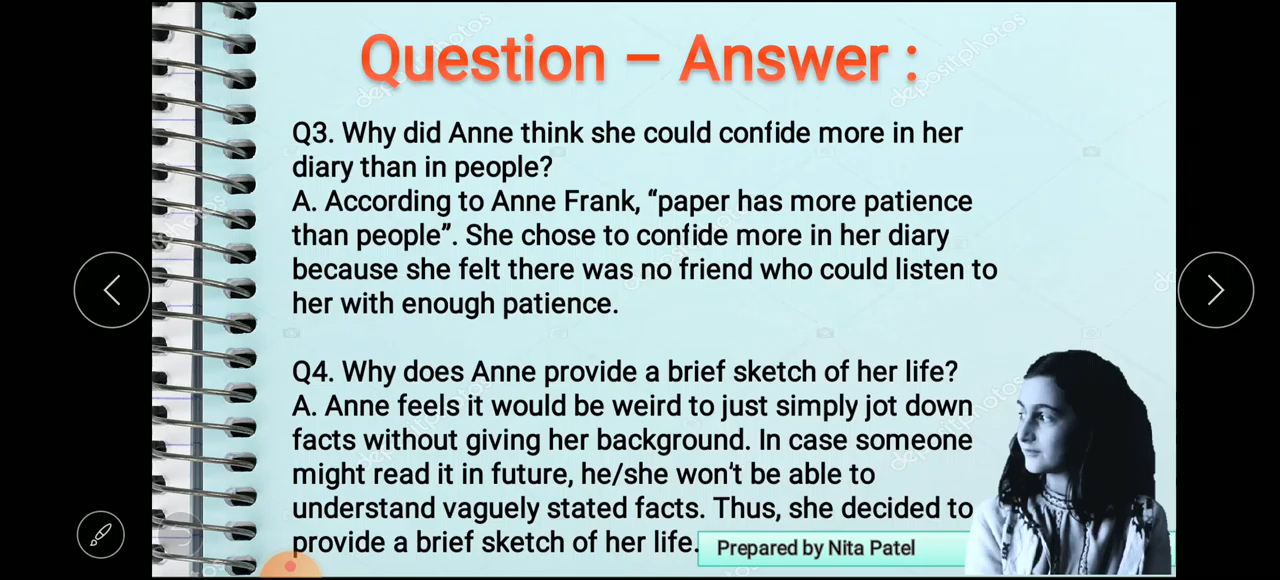 Question – Answer :
Q3. Why did Anne think she could confide more in her
diary than in people?
A. According to Anne Frank, “paper has more patience
than people”. She chose to confide more in her diary
because she felt there was no friend who could listen to
her with enough patience.
Q4. Why does Anne provide a brief sketch of her life?
A. Anne feels it would be weird to just simply jot down
facts without giving her background. In case someone
might read it in future, he/she won’t be able to
understand vaguely stated facts. Thus, she decided to
provide a brief sketch of her life.
Prepared by Nita Patel
depositphotos
depositphotos
depositphotos
depositphotos